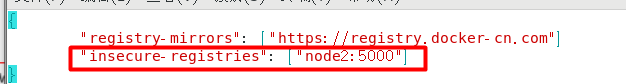 {
"registry-mirrors": ["https://registry.docker-cn.com"]
"insecure-registries": ["node2:5000"]
}